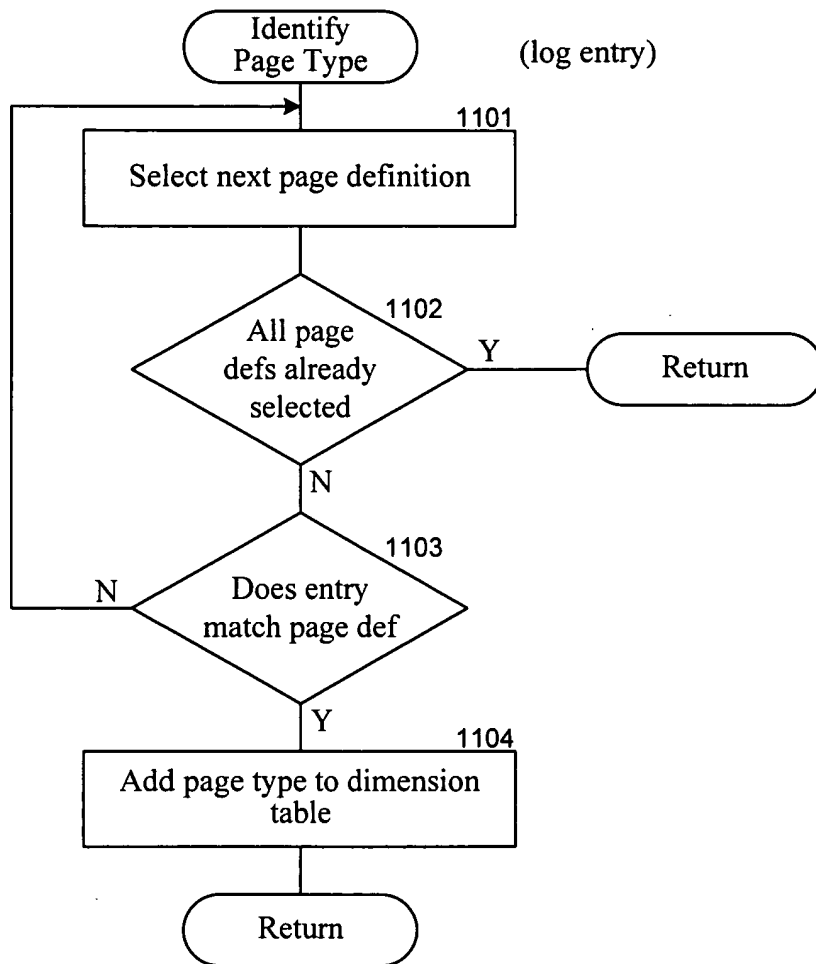 Identify
Page Type
(log entry)
1101
Select next page definition
1102
All page
defs already
selected
Y
Return
N
1103
N
Does entry
match page def
Y
1104
Add page type to dimension
table
Return